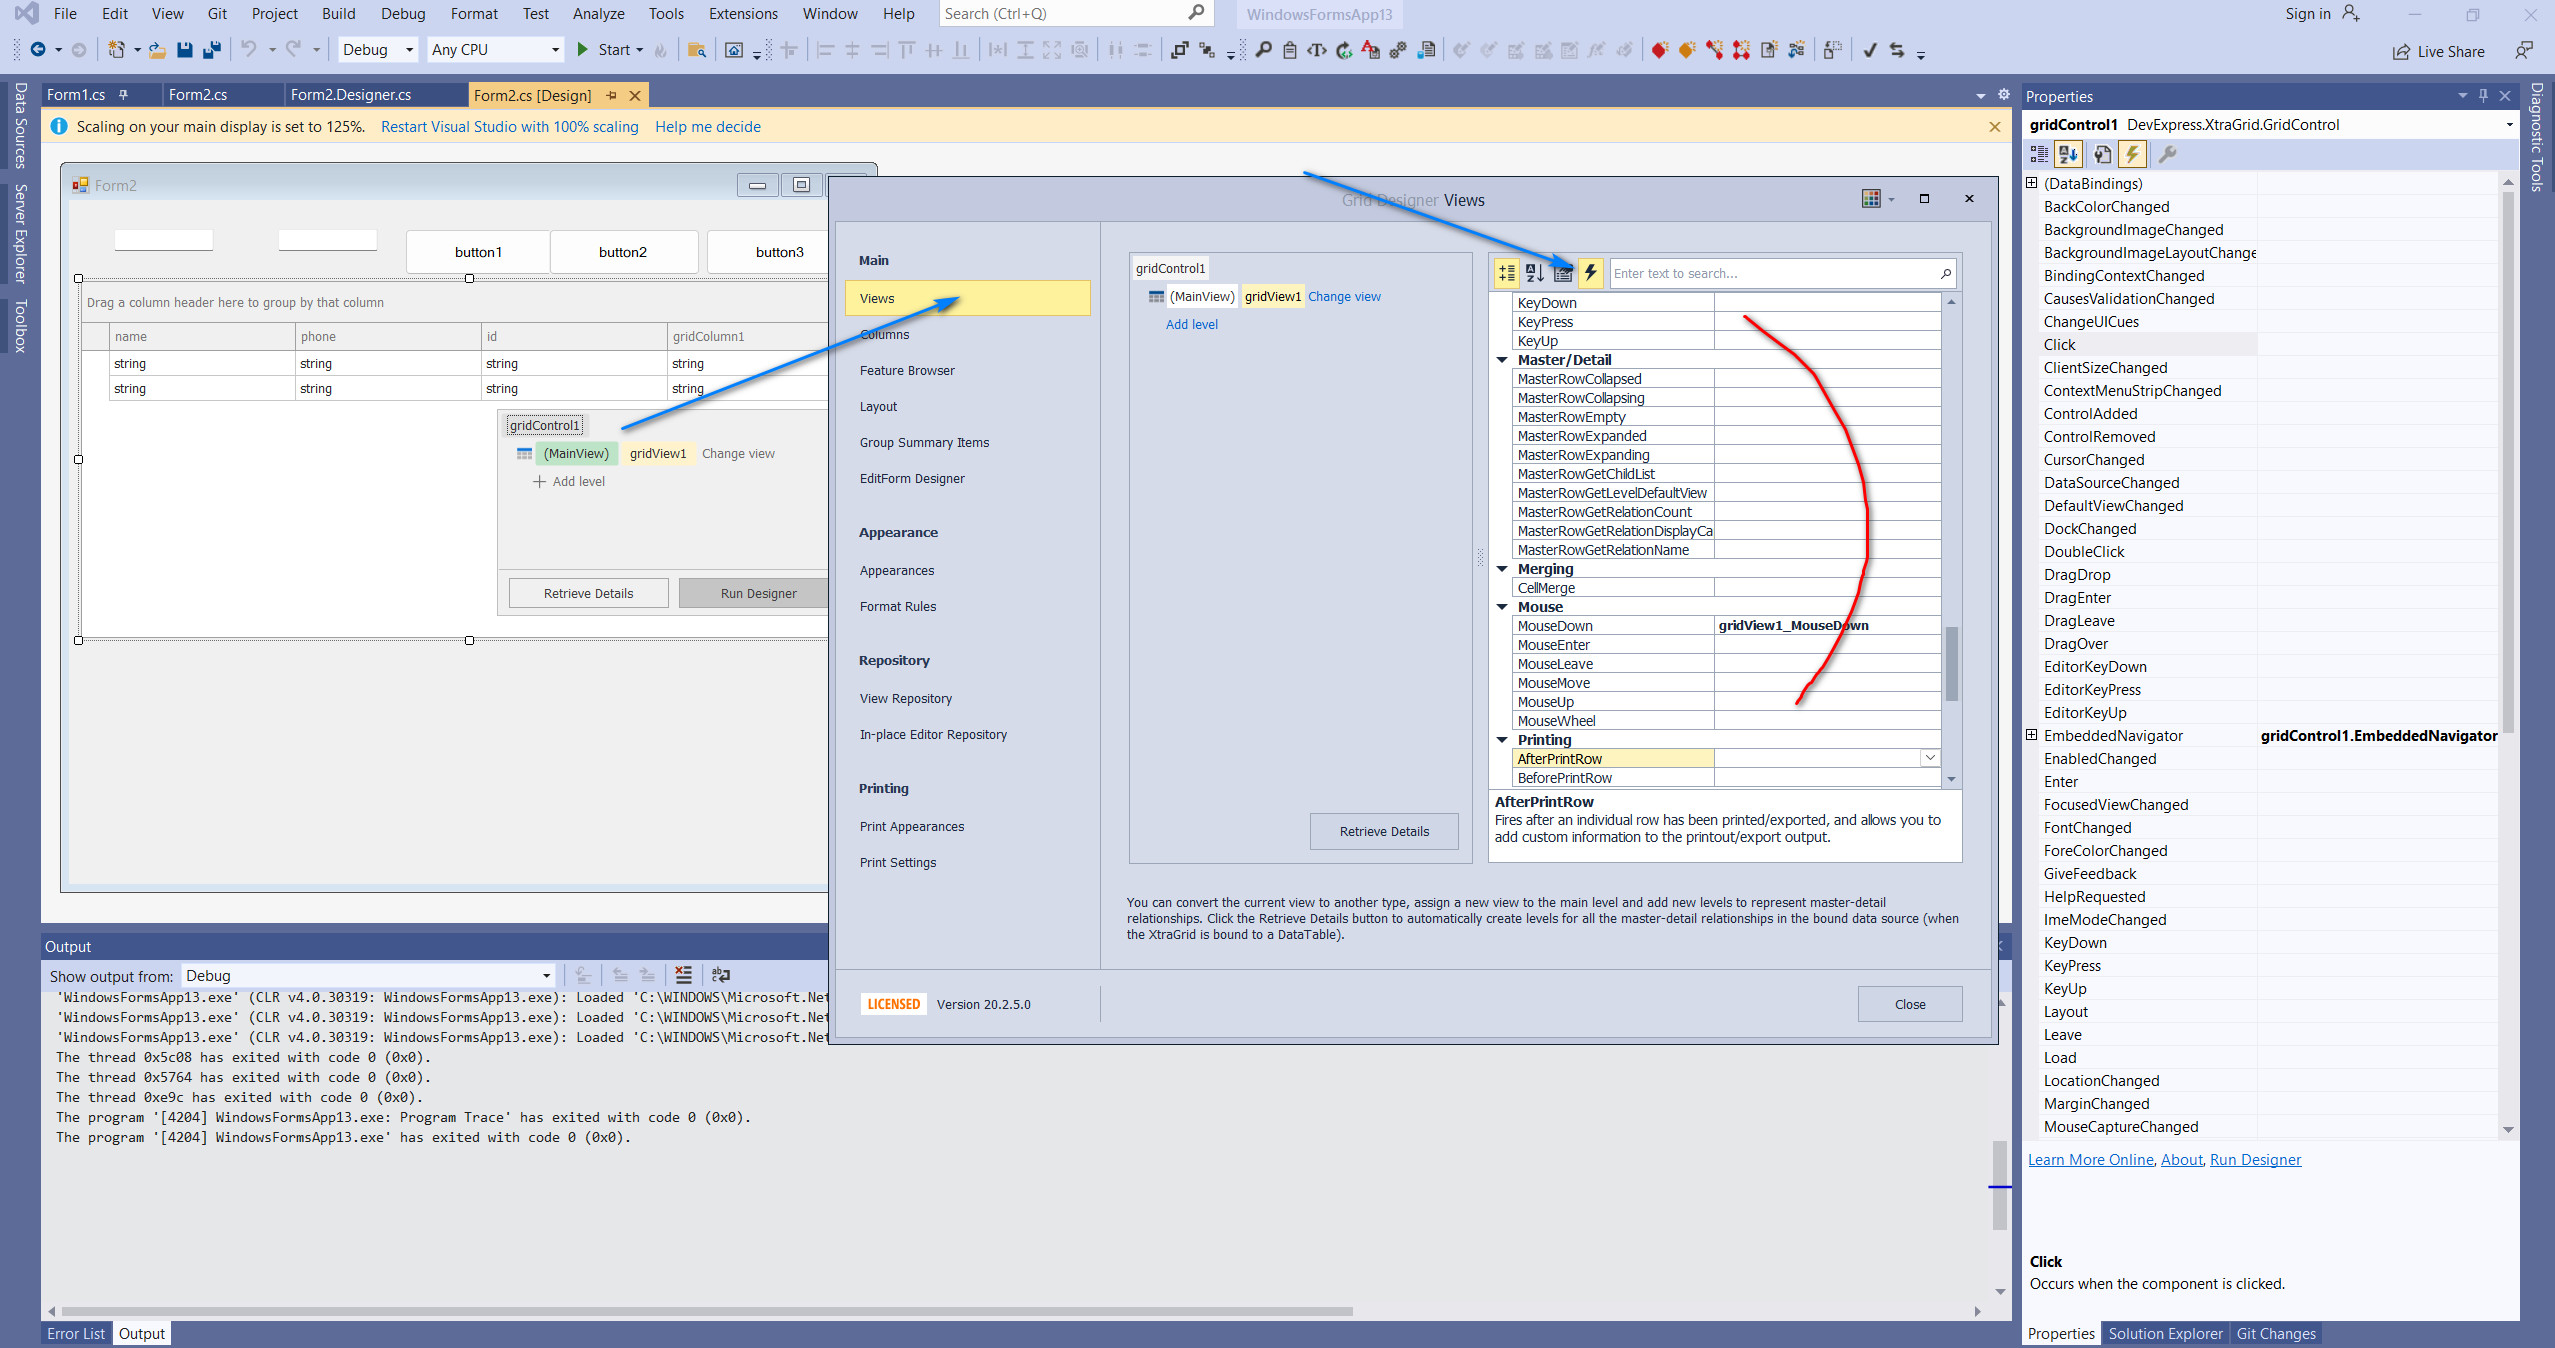 File Edit View Git Project Build Debug Format Test Analyze Tools Extensions Window Help Search (Ctrl+Q) WindowsFormsApp13 Sign in
Debug Any CPU Start Live Share
Data Sources
Server Explorer
Toolbox
Form1.cs Form2.cs Form2.Designer.cs Form2.cs [Design]
Scaling on your main display is set to 125%. Restart Visual Studio with 100% scaling Help me decide
Form2
button1 button2 button3
Drag a column header here to group by that column
name phone id gridColumn1
string string string string
string string string string
gridControl1
(MainView) gridView1 Change view
Add level
Retrieve Details Run Designer
Grid Designer Views
Main
Views
Columns
Feature Browser
Layout
Group Summary Items
EditForm Designer
Appearance
Appearances
Format Rules
Repository
View Repository
In-place Editor Repository
Printing
Print Appearances
Print Settings
gridControl1
(MainView) gridView1 Change view
Add level
Retrieve Details
Enter text to search...
KeyDown
KeyPress
KeyUp
Master/Detail
MasterRowCollapsed
MasterRowCollapsing
MasterRowEmpty
MasterRowExpanded
MasterRowExpanding
MasterRowGetChildList
MasterRowGetLevelDefaultView
MasterRowGetRelationCount
MasterRowGetRelationDisplayCa
MasterRowGetRelationName
Merging
CellMerge
Mouse
MouseDown gridView1_MouseDown
MouseEnter
MouseLeave
MouseMove
MouseUp
MouseWheel
Printing
AfterPrintRow
BeforePrintRow
AfterPrintRow
Fires after an individual row has been printed/exported, and allows you to
add custom information to the printout/export output.
You can convert the current view to another type, assign a new view to the main level and add new levels to represent master-detail
relationships. Click the Retrieve Details button to automatically create levels for all the master-detail relationships in the bound data source (when
the XtraGrid is bound to a DataTable).
LICENSED Version 20.2.5.0
Close
Output
Show output from: Debug
'WindowsFormsApp13.exe' (CLR v4.0.30319: WindowsFormsApp13.exe): Loaded 'C:\WINDOWS\Microsoft.Net
'WindowsFormsApp13.exe' (CLR v4.0.30319: WindowsFormsApp13.exe): Loaded 'C:\WINDOWS\Microsoft.Net
'WindowsFormsApp13.exe' (CLR v4.0.30319: WindowsFormsApp13.exe): Loaded 'C:\WINDOWS\Microsoft.Net
The thread 0x5c08 has exited with code 0 (0x0).
The thread 0x5764 has exited with code 0 (0x0).
The thread 0xe9c has exited with code 0 (0x0).
The program '[4204] WindowsFormsApp13.exe: Program Trace' has exited with code 0 (0x0).
The program '[4204] WindowsFormsApp13.exe' has exited with code 0 (0x0).
Error List Output
Properties
gridControl1 DevExpress.XtraGrid.GridControl
(DataBindings)
BackColorChanged
BackgroundImageChanged
BackgroundImageLayoutChange
BindingContextChanged
CausesValidationChanged
ChangeUICues
Click
ClientSizeChanged
ContextMenuStripChanged
ControlAdded
ControlRemoved
CursorChanged
DataSourceChanged
DefaultViewChanged
DockChanged
DoubleClick
DragDrop
DragEnter
DragLeave
DragOver
EditorKeyDown
EditorKeyPress
EditorKeyUp
EmbeddedNavigator gridControl1.EmbeddedNavigator
EnabledChanged
Enter
FocusedViewChanged
FontChanged
ForeColorChanged
GiveFeedback
HelpRequested
ImeModeChanged
KeyDown
KeyPress
KeyUp
Layout
Leave
Load
LocationChanged
MarginChanged
MouseCaptureChanged
Learn More Online, About, Run Designer
Click
Occurs when the component is clicked.
Properties Solution Explorer Git Changes
Diagnostic Tools